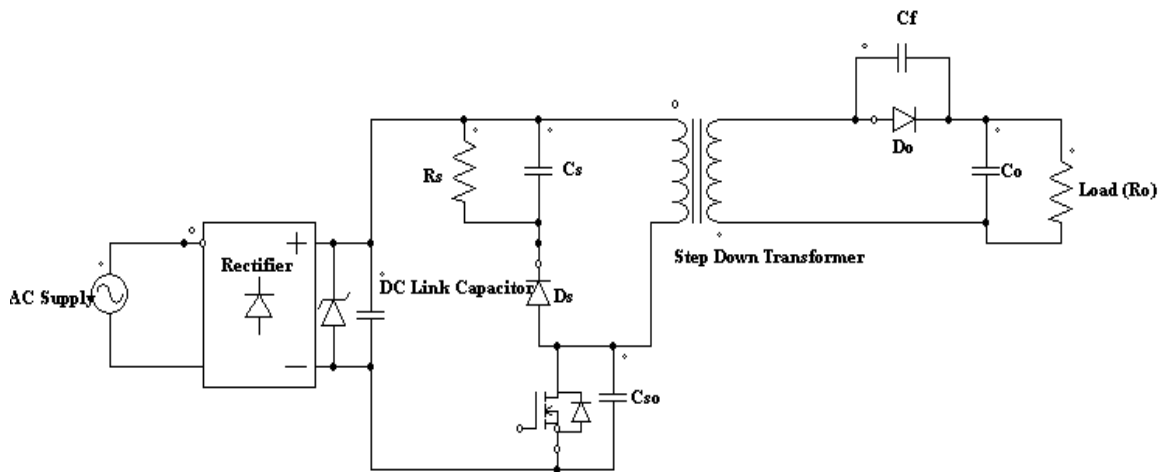 Cf
Do
Rs
Cs
Co
Load (Ro)
Rectifier
Step Down Transformer
AC Supply
DC Link Capacitor
Ds
Cso